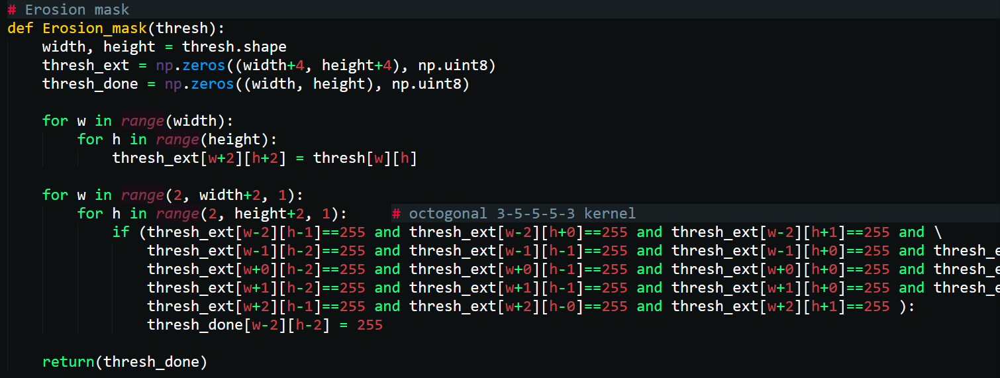 # Erosion mask
def Erosion_mask(thresh):
    width, height = thresh.shape
    thresh_ext = np.zeros((width+4, height+4), np.uint8)
    thresh_done = np.zeros((width, height), np.uint8)

    for w in range(width):
        for h in range(height):
            thresh_ext[w+2][h+2] = thresh[w][h]

    for w in range(2, width+2, 1):
        for h in range(2, height+2, 1):     # octogonal 3-5-5-5-3 kernel
            if (thresh_ext[w-2][h-1]==255 and thresh_ext[w-2][h+0]==255 and thresh_ext[w-2][h+1]==255 and \
                thresh_ext[w-1][h-2]==255 and thresh_ext[w-1][h-1]==255 and thresh_ext[w-1][h+0]==255 and thresh_e
                thresh_ext[w+0][h-2]==255 and thresh_ext[w+0][h-1]==255 and thresh_ext[w+0][h+0]==255 and thresh_e
                thresh_ext[w+1][h-2]==255 and thresh_ext[w+1][h-1]==255 and thresh_ext[w+1][h+0]==255 and thresh_e
                thresh_ext[w+2][h-1]==255 and thresh_ext[w+2][h-0]==255 and thresh_ext[w+2][h+1]==255 ):
                thresh_done[w-2][h-2] = 255

    return(thresh_done)